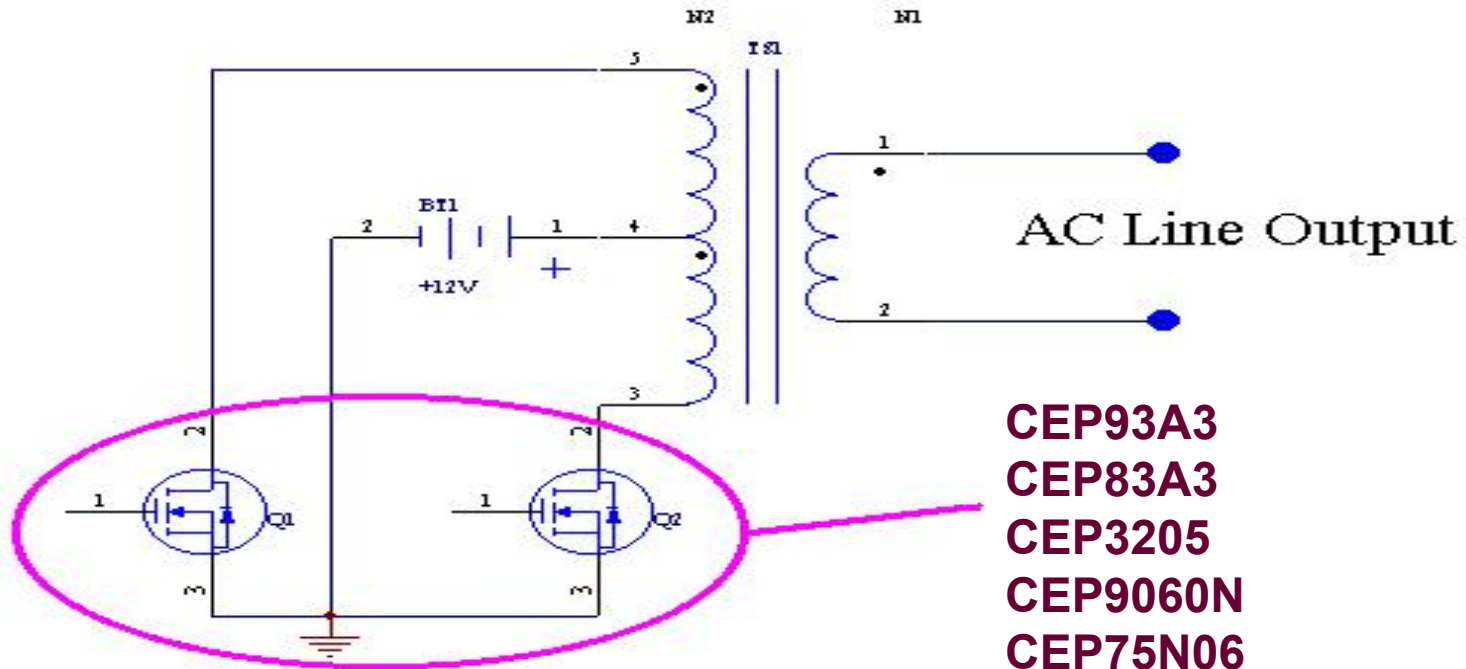 N2 N1
TS1
5
1
BT1
2 1 4
AC Line Output
+
+12V
2
3
CEP93A3
2 2
CEP83A3
1 Q1 1 Q2
CEP3205
3 3
CEP9060N
CEP75N06